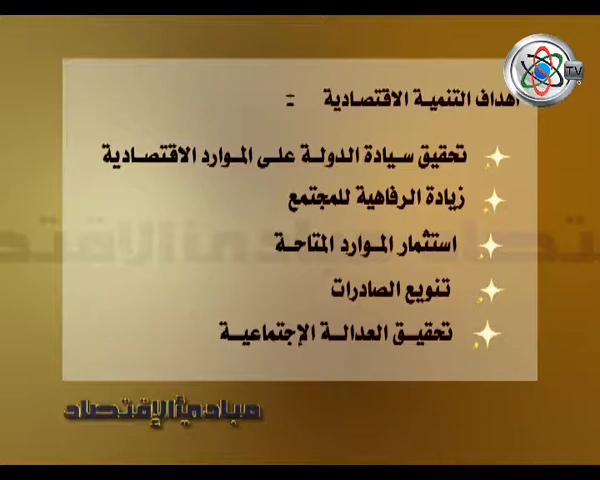 أهداف التنمية الاقتصادية :
تحقيق سيادة الدولة على الموارد الاقتصادية
زيادة الرفاهية للمجتمع
استثمار الموارد المتاحة
تنويع الصادرات
تحقيق العدالة الإجتماعية
مبادئ الإقتصاد
TV